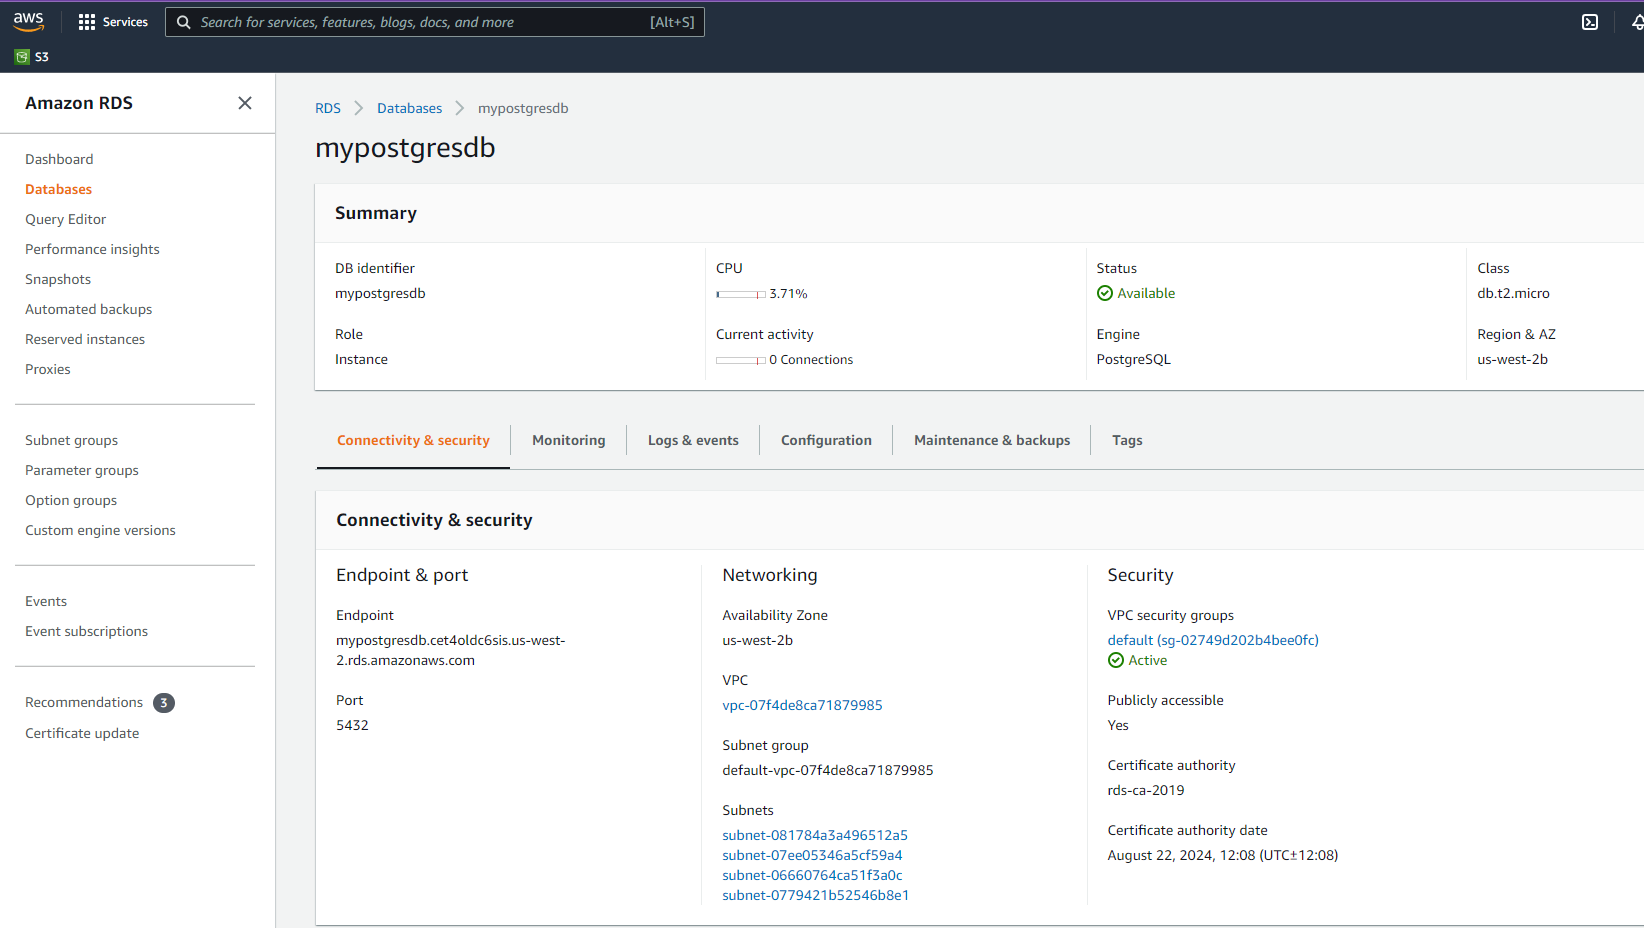 aws
Services
Search for services, features, blogs, docs, and more
[Alt+S]
S3
Amazon RDS
Dashboard
Databases
Query Editor
Performance insights
Snapshots
Automated backups
Reserved instances
Proxies
Subnet groups
Parameter groups
Option groups
Custom engine versions
Events
Event subscriptions
Recommendations 3
Certificate update
RDS > Databases > mypostgresdb
mypostgresdb
Summary
DB identifier
mypostgresdb
Role
Instance
CPU
3.71%
Current activity
0 Connections
Status
Available
Engine
PostgreSQL
Class
db.t2.micro
Region & AZ
us-west-2b
Connectivity & security
Monitoring
Logs & events
Configuration
Maintenance & backups
Tags
Connectivity & security
Endpoint & port
Endpoint
mypostgresdb.cet4oldc6sis.us-west-
2.rds.amazonaws.com
Port
5432
Networking
Availability Zone
us-west-2b
VPC
vpc-07f4de8ca71879985
Subnet group
default-vpc-07f4de8ca71879985
Subnets
subnet-081784a3a496512a5
subnet-07ee05346a5cf59a4
subnet-06660764ca51f3a0c
subnet-0779421b52546b8e1
Security
VPC security groups
default (sg-02749d202b4bee0fc)
Active
Publicly accessible
Yes
Certificate authority
rds-ca-2019
Certificate authority date
August 22, 2024, 12:08 (UTC±12:08)